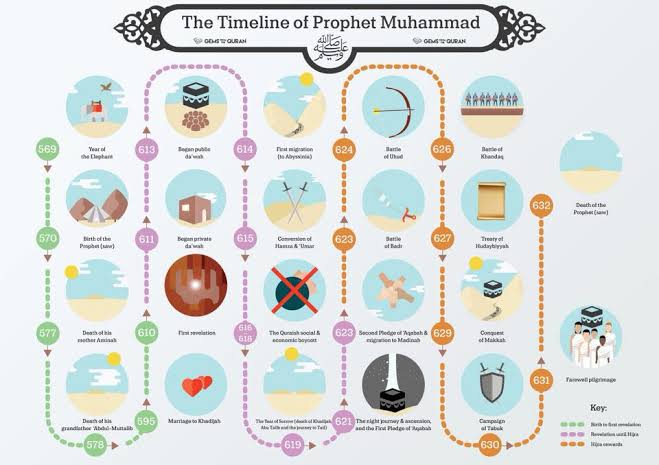 The Timeline of Prophet Muhammad
GEMS FROM THE QURAN
ﷺ
GEMS FROM THE QURAN
569
Year of
the Elephant
570
Birth of the
Prophet (saw)
577
Death of his
mother Aminah
578
Death of his
grandfather 'Abdul-Muttalib
595
Marriage to Khadijah
610
First revelation
611
Began private
da'wah
613
Began public
da'wah
614
First migration
(to Abyssinia)
615
Conversion of
Hamza & 'Umar
616 -
618
The Quraish social &
economic boycott
619
The Year of Sorrow (death of Khadijah,
Abu Talib and the journey to Taif)
621
The night journey & ascension,
and the First Pledge of 'Aqabah
623
Second Pledge of 'Aqabah &
migration to Madinah
623
Battle of
Badr
624
Battle
of Uhud
626
Battle of
Khandaq
627
Treaty of
Hudaybiyyah
629
Conquest
of Makkah
630
Campaign
of Tabuk
631
Farewell pilgrimage
632
Death of the
Prophet (saw)
Key:
Birth to first revelation
Revelation until Hijra
Hijra onwards